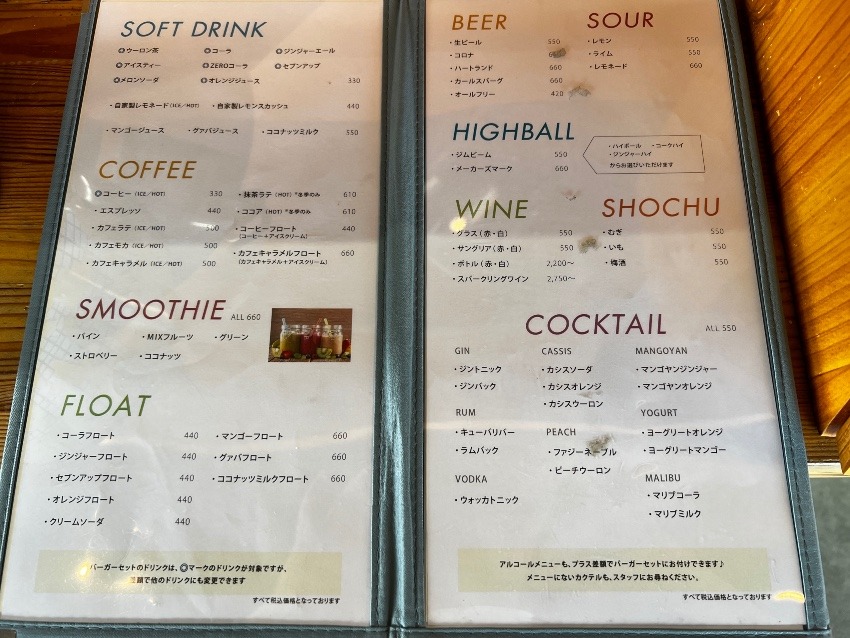 SOFT DRINK
◎ウーロン茶 ◎コーラ ◎ジンジャーエール
◎アイスティー ◎ZEROコーラ ◎セブンアップ
◎メロンソーダ ◎オレンジジュース 330
・自家製レモネード (ICE/HOT) ・自家製レモンスカッシュ 440
・マンゴージュース ・グァバジュース ・ココナッツミルク 550
COFFEE
◎コーヒー (ICE/HOT) 330 ・抹茶ラテ (HOT) *冬季のみ 610
・エスプレッソ 440 ・ココア (HOT) *冬季のみ 610
・カフェラテ (ICE/HOT) 500 ・コーヒーフロート 440
(コーヒー+アイスクリーム)
・カフェモカ (ICE/HOT) 500 ・カフェキャラメルフロート 660
・カフェキャラメル (ICE/HOT) 500 (カフェキャラメル+アイスクリーム)
SMOOTHIE ALL 660
・パイン ・MIXフルーツ ・グリーン
・ストロベリー ・ココナッツ
FLOAT
・コーラフロート 440 ・マンゴーフロート 660
・ジンジャーフロート 440 ・グァバフロート 660
・セブンアップフロート 440 ・ココナッツミルクフロート 660
・オレンジフロート 440
・クリームソーダ 440
バーガーセットのドリンクは、◎マークのドリンクが対象ですが、
差額で他のドリンクにも変更できます
すべて税込価格となっております
BEER
・生ビール 550
・コロナ
・ハートランド 660
・カールスバーグ 660
・オールフリー 420
SOUR
・レモン 550
・ライム 550
・レモネード 660
HIGHBALL
・ジムビーム 550
・メーカーズマーク 660
・ハイボール ・コークハイ
・ジンジャーハイ
からお選びいただけます
WINE
・グラス (赤・白) 550
・サングリア (赤・白) 550
・ボトル (赤・白) 2,200〜
・スパークリングワイン 2,750〜
SHOCHU
・むぎ 550
・いも 550
・梅酒 550
COCKTAIL ALL 550
GIN
・ジントニック
・ジンバック
CASSIS
・カシスソーダ
・カシスオレンジ
・カシスウーロン
MANGOYAN
・マンゴヤンジンジャー
・マンゴヤンオレンジ
RUM
・キューバリバー
・ラムバック
PEACH
・ファジーネーブル
・ピーチウーロン
YOGURT
・ヨーグリートオレンジ
・ヨーグリートマンゴー
VODKA
・ウォッカトニック
MALIBU
・マリブコーラ
・マリブミルク
アルコールメニューも、プラス差額でバーガーセットにお付けできます♪
メニューにないカクテルも、スタッフにお尋ねください。
すべて税込価格となっております